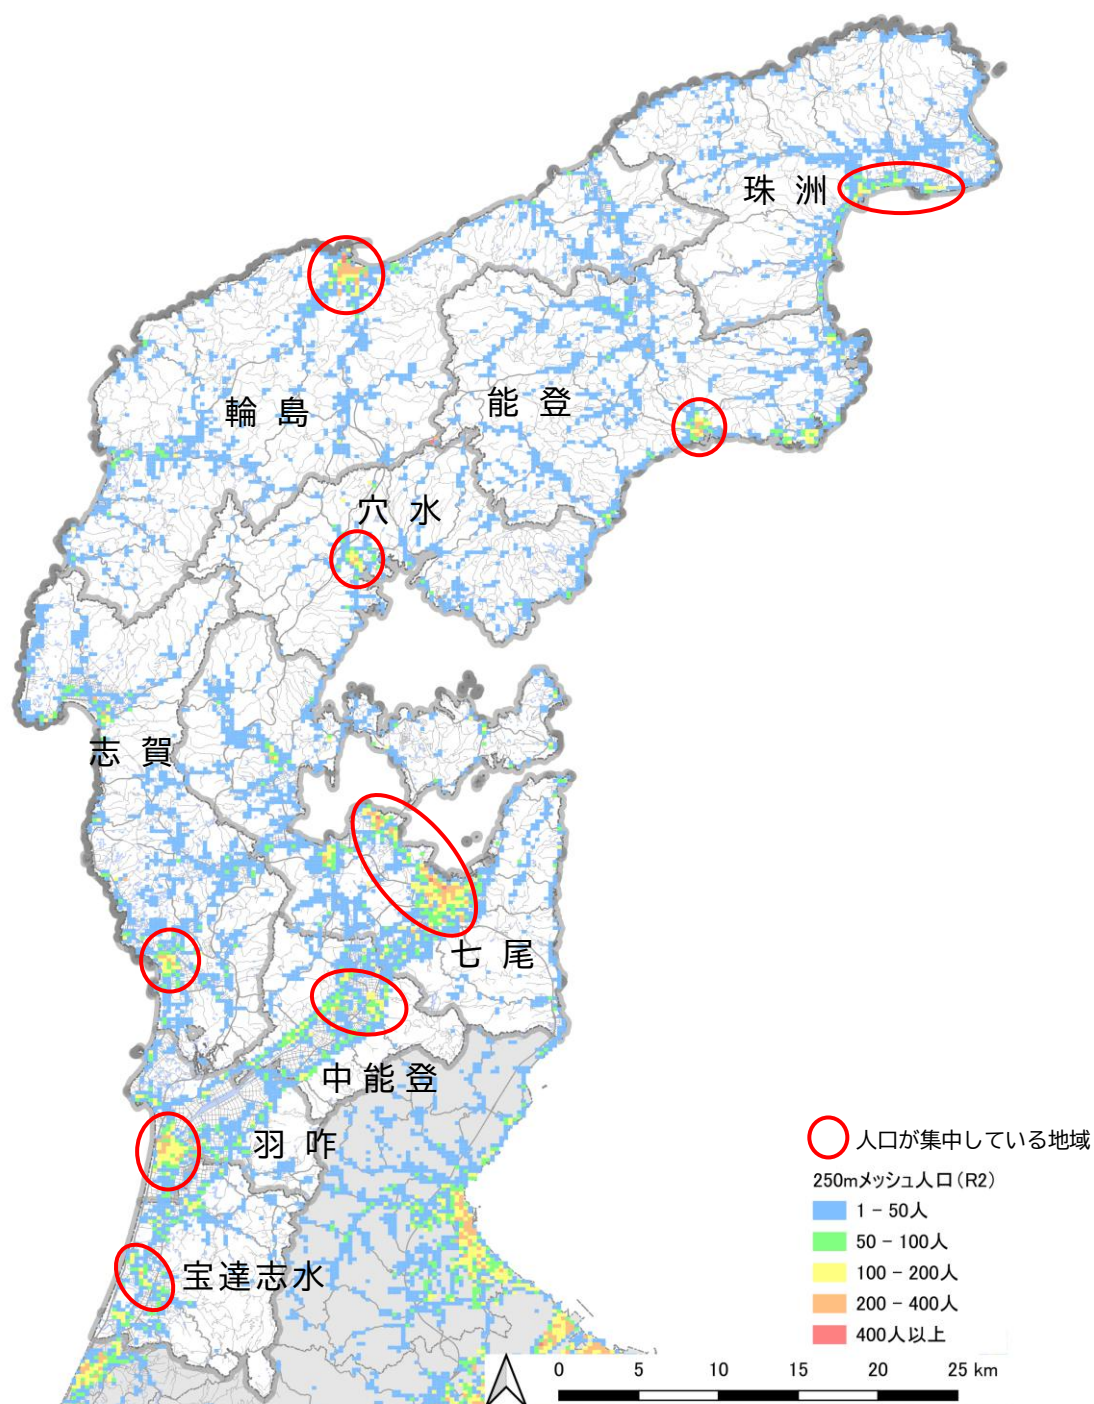 珠洲
輪島
能登
穴水
志賀
七尾
中能登
羽咋
宝達志水
人口が集中している地域
250mメッシュ人口(R2)
1 - 50人
50 - 100人
100 - 200人
200 - 400人
400人以上
0 5 10 15 20 25 km